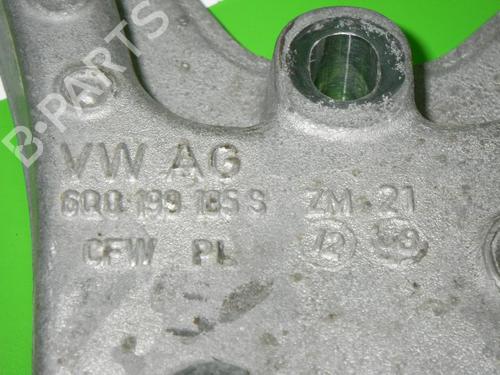 VW AG
6Q0 199 185 S ZM-21
CFW PL 12 08
B-PARTS